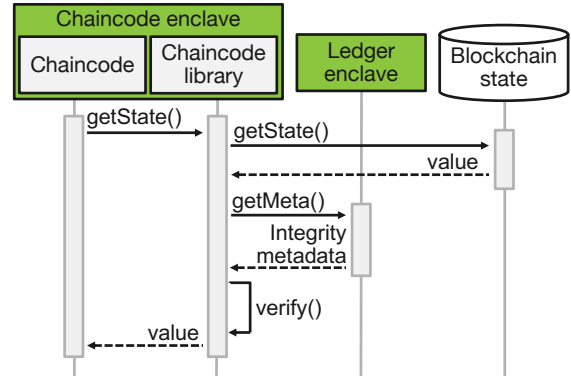 Chaincode enclave
Chaincode
Chaincode
library
Ledger
enclave
Blockchain
state
getState()
getState()
value
getMeta()
Integrity
metadata
verify()
value